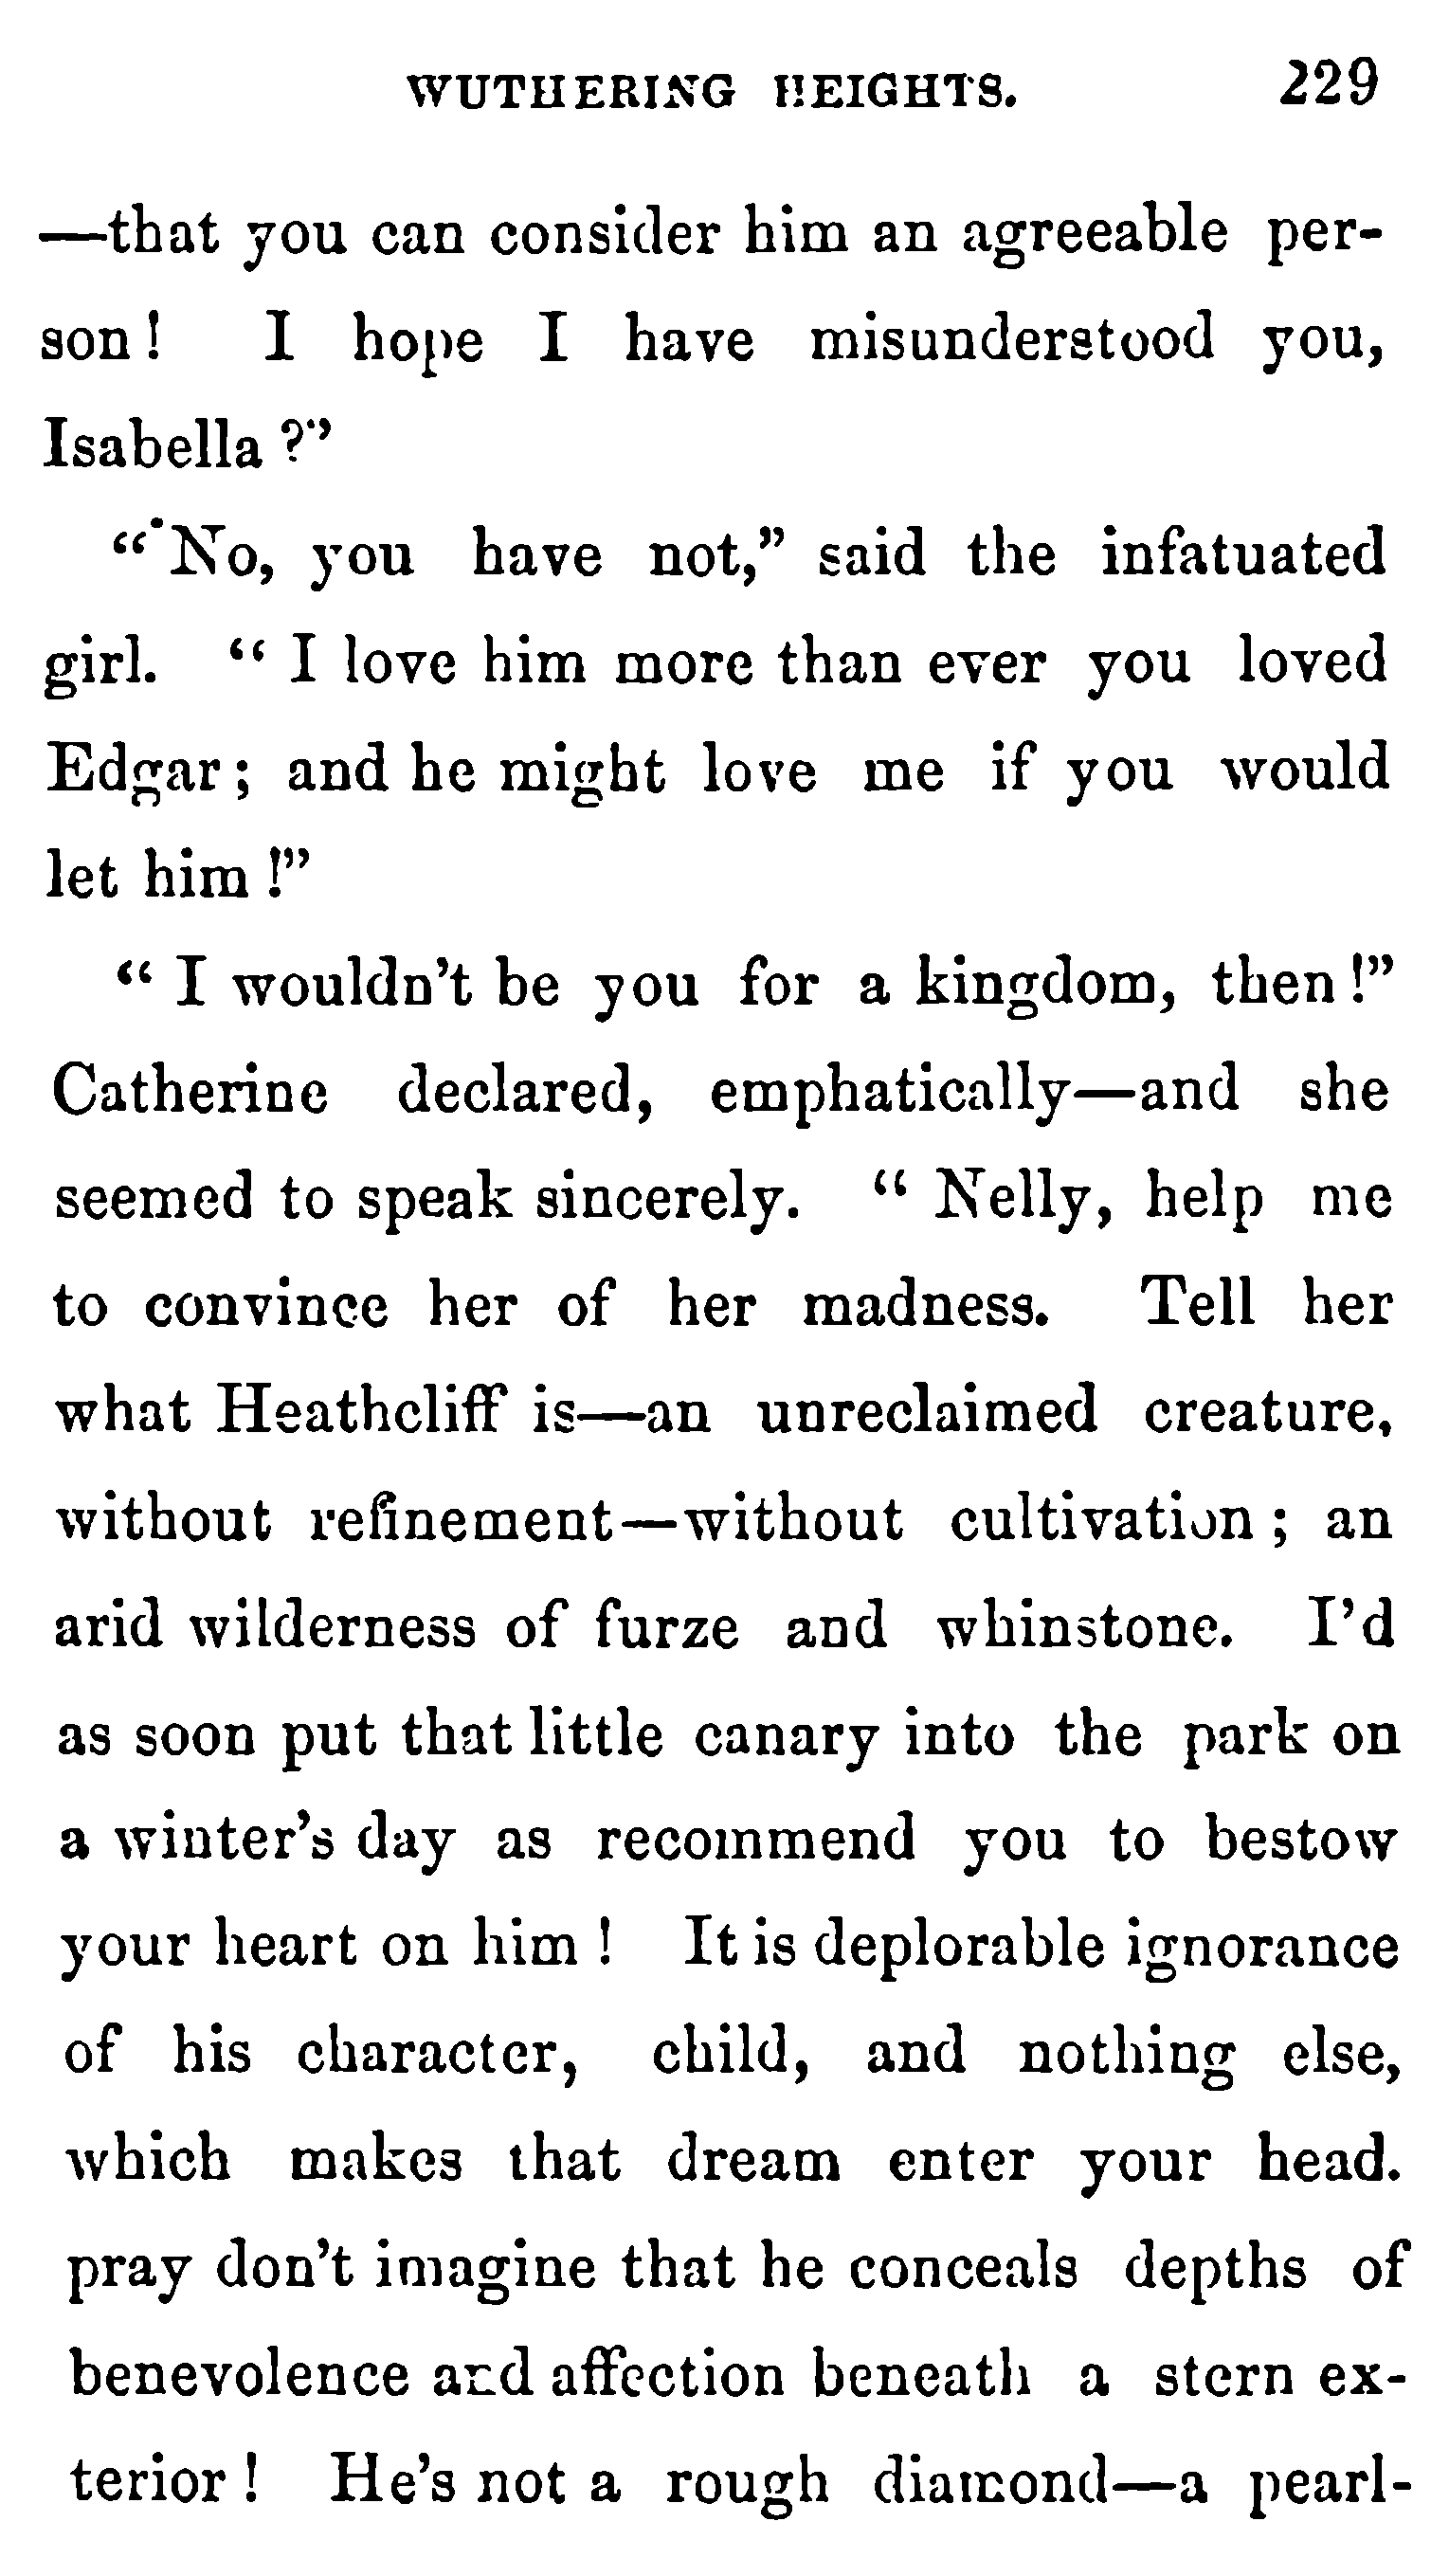 WUTHERING HEIGHTS. 229
—that you can consider him an agreeable per-
son! I hope I have misunderstood you,
Isabella?"
"No, you have not," said the infatuated
girl. "I love him more than ever you loved
Edgar; and he might love me if you would
let him!"
"I wouldn't be you for a kingdom, then!"
Catherine declared, emphatically—and she
seemed to speak sincerely. "Nelly, help me
to convince her of her madness. Tell her
what Heathcliff is—an unreclaimed creature,
without refinement—without cultivation; an
arid wilderness of furze and whinstone. I'd
as soon put that little canary into the park on
a winter's day as recommend you to bestow
your heart on him! It is deplorable ignorance
of his character, child, and nothing else,
which makes that dream enter your head.
pray don't imagine that he conceals depths of
benevolence and affection beneath a stern ex-
terior! He's not a rough diamond—a pearl-